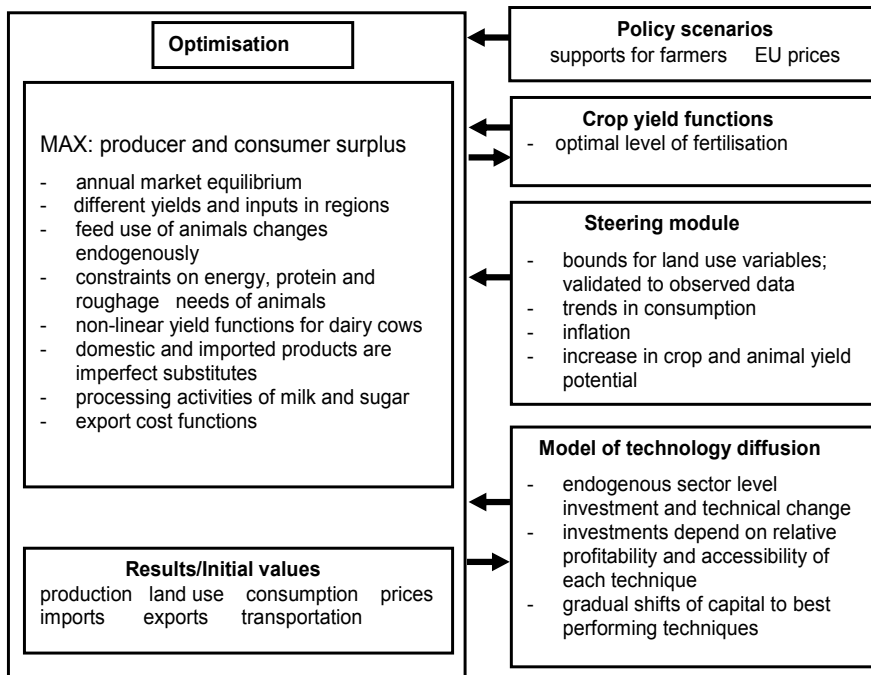 Optimisation
MAX: producer and consumer surplus
- annual market equilibrium
- different yields and inputs in regions
- feed use of animals changes
endogenously
- constraints on energy, protein and
roughage needs of animals
- non-linear yield functions for dairy cows
- domestic and imported products are
imperfect substitutes
- processing activities of milk and sugar
- export cost functions
Results/Initial values
production land use consumption prices
imports exports transportation
Policy scenarios
supports for farmers EU prices
Crop yield functions
- optimal level of fertilisation
Steering module
- bounds for land use variables;
validated to observed data
- trends in consumption
- inflation
- increase in crop and animal yield
potential
Model of technology diffusion
- endogenous sector level
investment and technical change
- investments depend on relative
profitability and accessibility of
each technique
- gradual shifts of capital to best
performing techniques